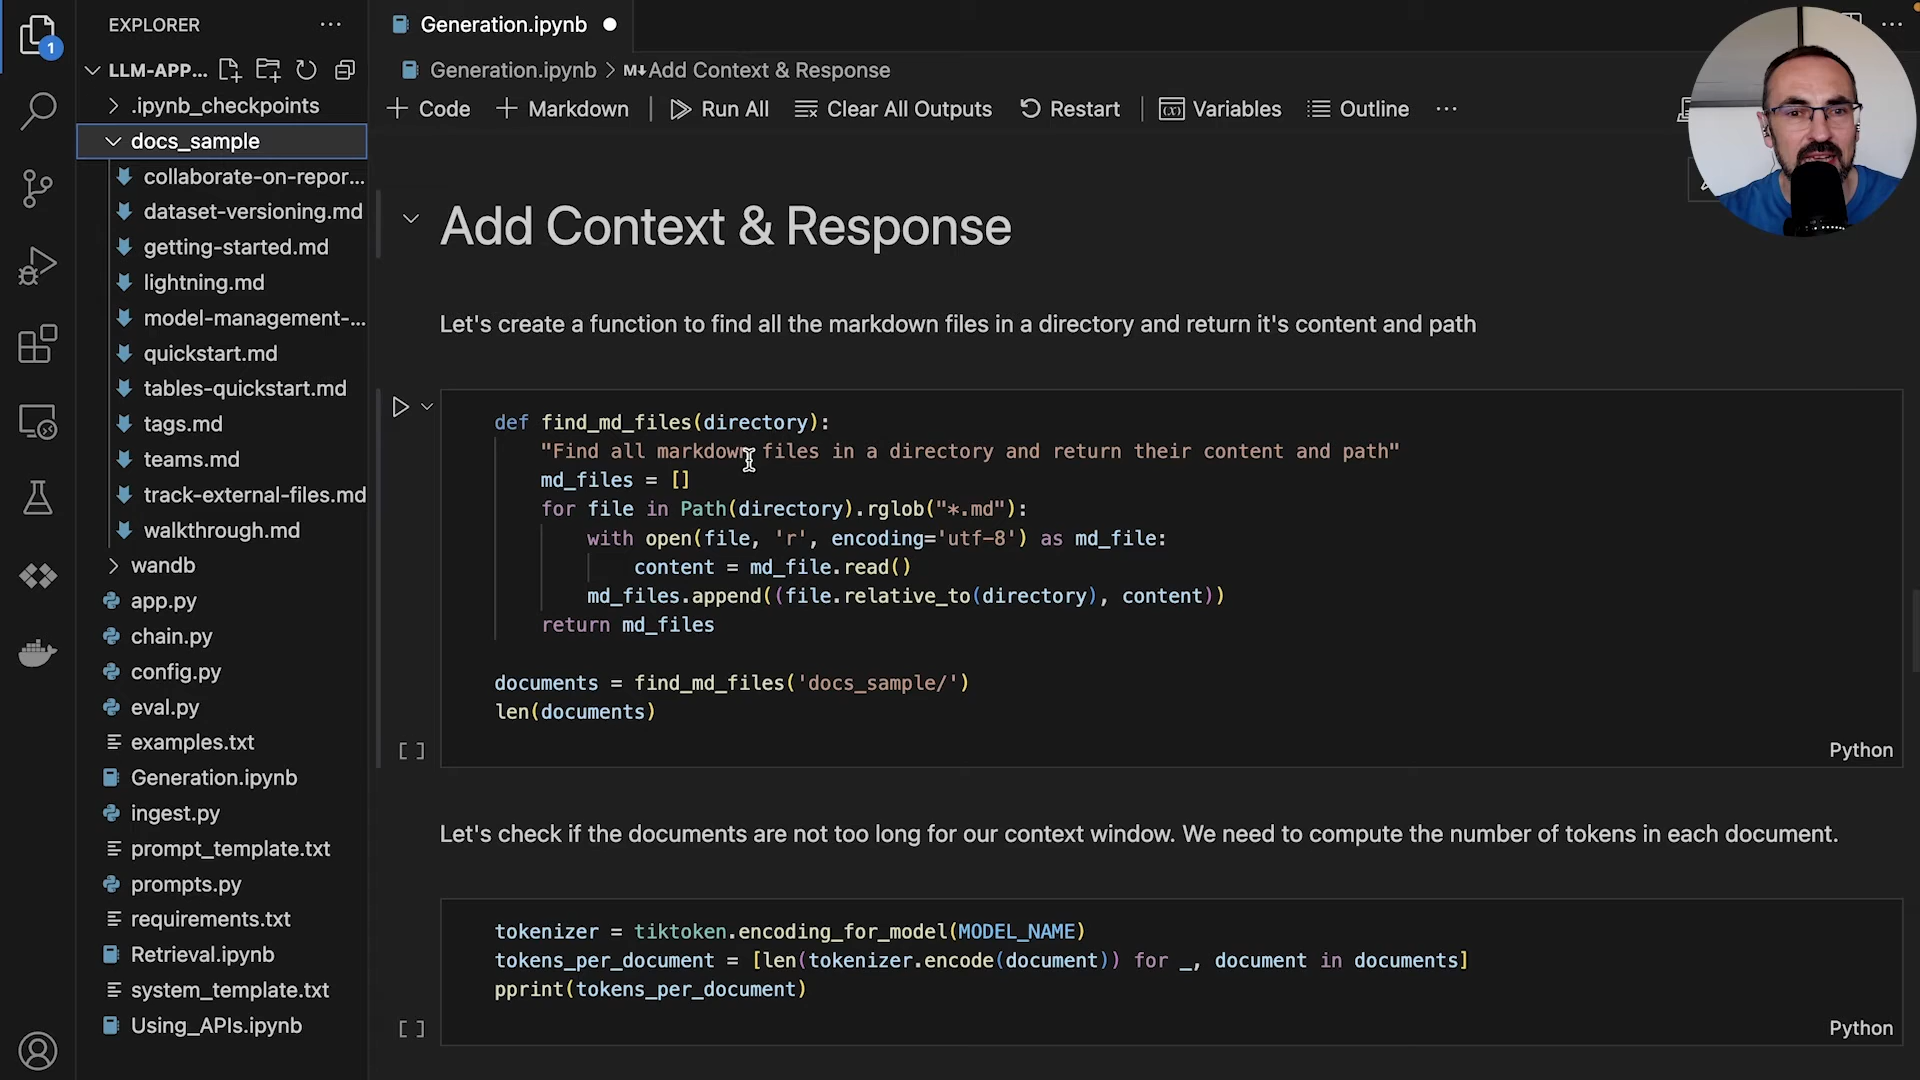 EXPLORER
LLM-APP...
.ipynb_checkpoints
docs_sample
collaborate-on-repor...
dataset-versioning.md
getting-started.md
lightning.md
model-management-...
quickstart.md
tables-quickstart.md
tags.md
teams.md
track-external-files.md
walkthrough.md
wandb
app.py
chain.py
config.py
eval.py
examples.txt
Generation.ipynb
ingest.py
prompt_template.txt
prompts.py
requirements.txt
Retrieval.ipynb
system_template.txt
Using_APIs.ipynb
1
Generation.ipynb
Generation.ipynb > M↓Add Context & Response
+ Code + Markdown | Run All Clear All Outputs Restart | Variables Outline ...
Add Context & Response
Let's create a function to find all the markdown files in a directory and return it's content and path
def find_md_files(directory):
"Find all markdown files in a directory and return their content and path"
md_files = []
for file in Path(directory).rglob("*.md"):
with open(file, 'r', encoding='utf-8') as md_file:
content = md_file.read()
md_files.append((file.relative_to(directory), content))
return md_files
documents = find_md_files('docs_sample/')
len(documents)
[ ]
Python
Let's check if the documents are not too long for our context window. We need to compute the number of tokens in each document.
tokenizer = tiktoken.encoding_for_model(MODEL_NAME)
tokens_per_document = [len(tokenizer.encode(document)) for _, document in documents]
pprint(tokens_per_document)
[ ]
Python